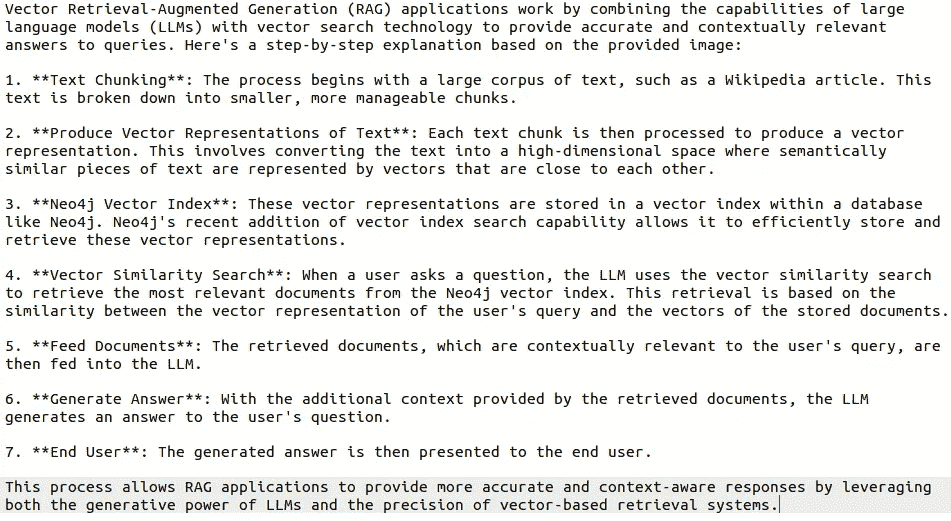 Vector Retrieval-Augmented Generation (RAG) applications work by combining the capabilities of large
language models (LLMs) with vector search technology to provide accurate and contextually relevant
answers to queries. Here's a step-by-step explanation based on the provided image:
1. **Text Chunking**: The process begins with a large corpus of text, such as a Wikipedia article. This
text is broken down into smaller, more manageable chunks.
2. **Produce Vector Representations of Text**: Each text chunk is then processed to produce a vector
representation. This involves converting the text into a high-dimensional space where semantically
similar pieces of text are represented by vectors that are close to each other.
3. **Neo4j Vector Index**: These vector representations are stored in a vector index within a database
like Neo4j. Neo4j's recent addition of vector index search capability allows it to efficiently store and
retrieve these vector representations.
4. **Vector Similarity Search**: When a user asks a question, the LLM uses the vector similarity search
to retrieve the most relevant documents from the Neo4j vector index. This retrieval is based on the
similarity between the vector representation of the user's query and the vectors of the stored documents.
5. **Feed Documents**: The retrieved documents, which are contextually relevant to the user's query, are
then fed into the LLM.
6. **Generate Answer**: With the additional context provided by the retrieved documents, the LLM
generates an answer to the user's question.
7. **End User**: The generated answer is then presented to the end user.
This process allows RAG applications to provide more accurate and context-aware responses by leveraging
both the generative power of LLMs and the precision of vector-based retrieval systems.